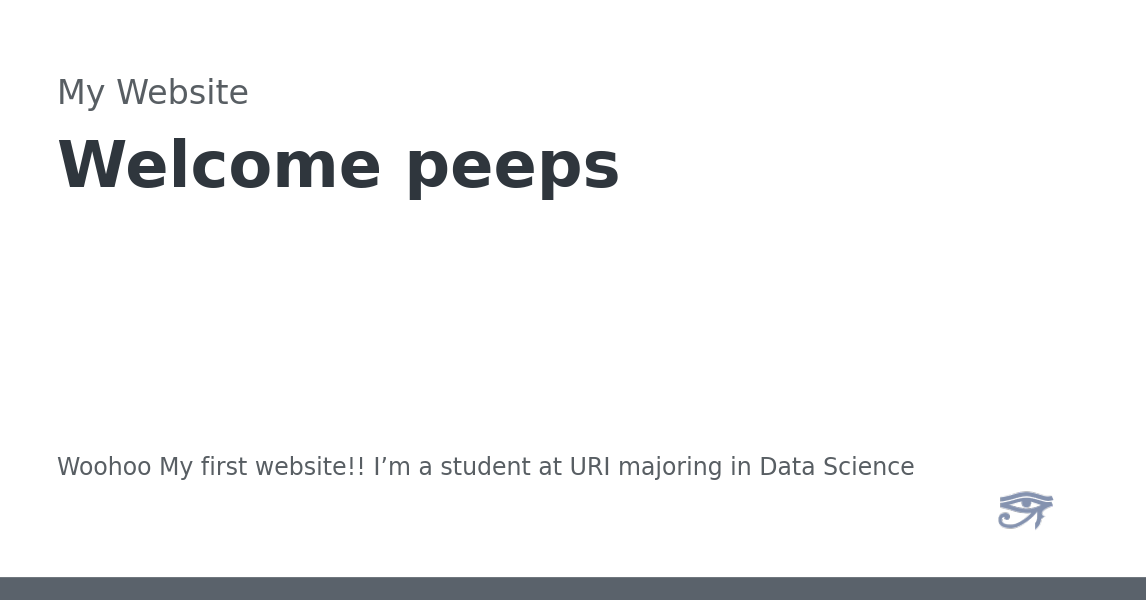 My Website
Welcome peeps
Woohoo My first website!! I’m a student at URI majoring in Data Science